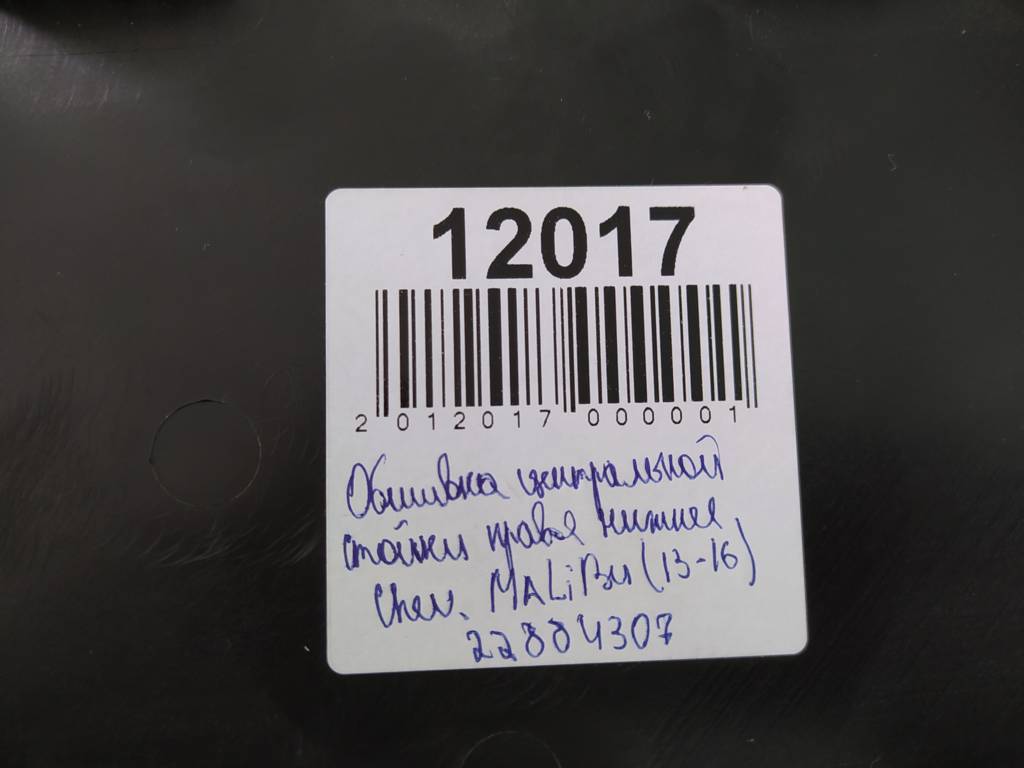 12017
2 012017 000001
Обшивка центральной
стойки правая нижняя
Chev. MALiBu (13-16)
22884307